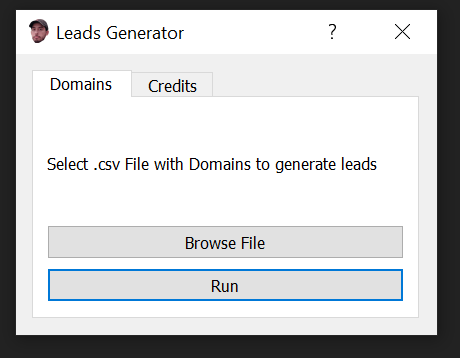 Leads Generator ?
Domains Credits
Select .csv File with Domains to generate leads
Browse File
Run